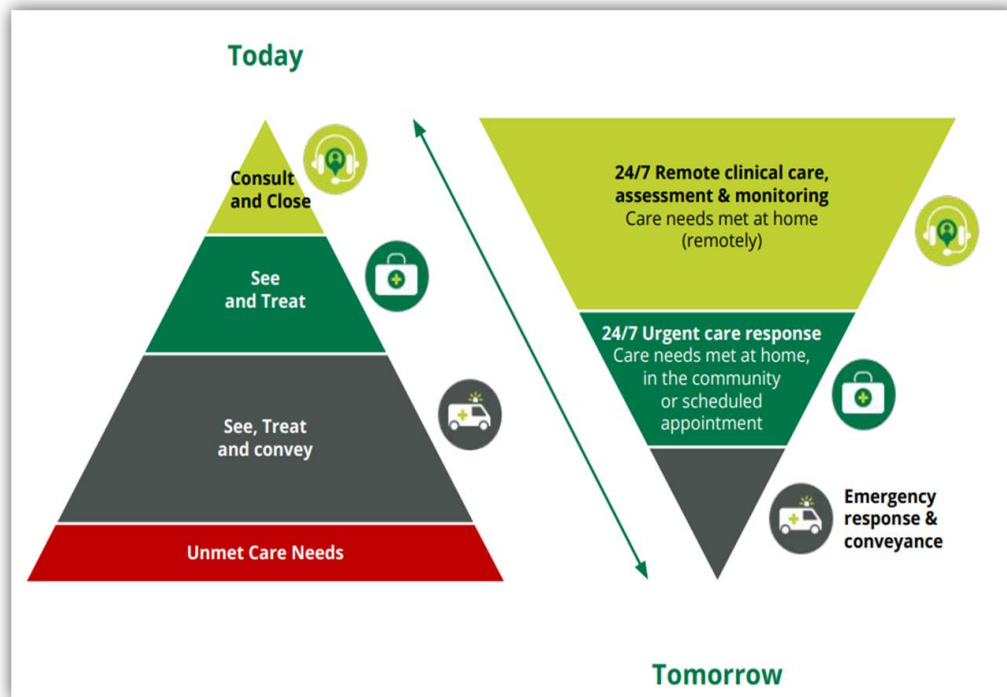 Today
Consult
and Close
See
and Treat
See, Treat
and convey
Unmet Care Needs
24/7 Remote clinical care,
assessment & monitoring
Care needs met at home
(remotely)
24/7 Urgent care response
Care needs met at home,
in the community
or scheduled
appointment
Emergency
response &
conveyance
Tomorrow